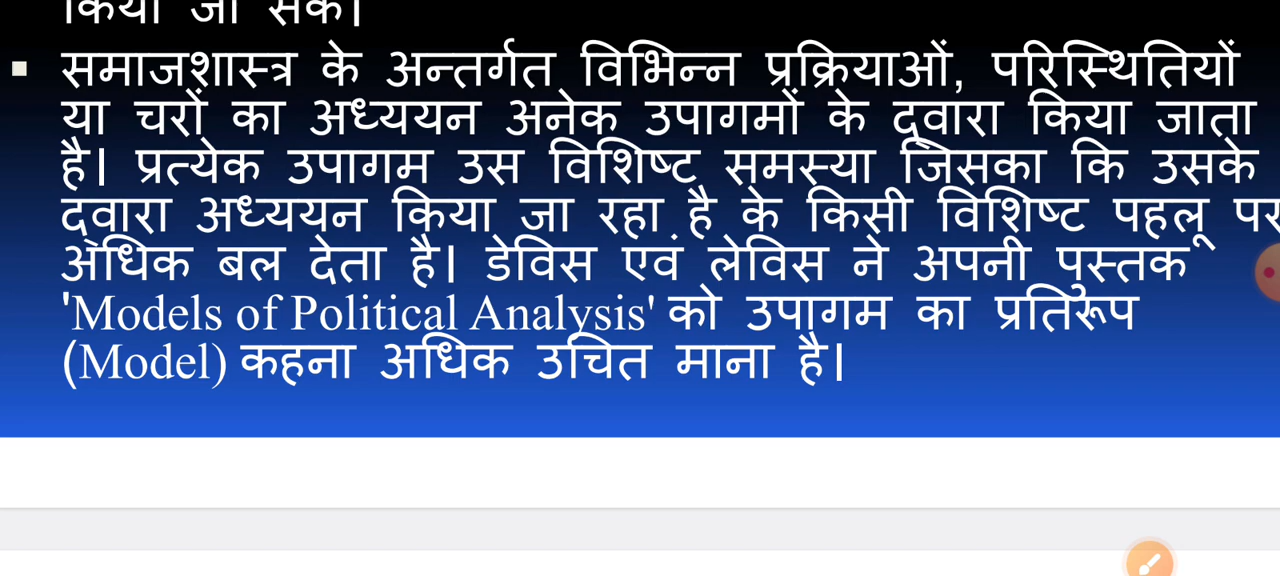 किया जा सके।
▪ समाजशास्त्र के अन्तर्गत विभिन्न प्रक्रियाओं, परिस्थितियों
या चरों का अध्ययन अनेक उपागमों के द्वारा किया जाता
है। प्रत्येक उपागम उस विशिष्ट समस्या जिसका कि उसके
द्वारा अध्ययन किया जा रहा है के किसी विशिष्ट पहलू पर
अधिक बल देता है। डेविस एवं लेविस ने अपनी पुस्तक
'Models of Political Analysis' को उपागम का प्रतिरूप
(Model) कहना अधिक उचित माना है।